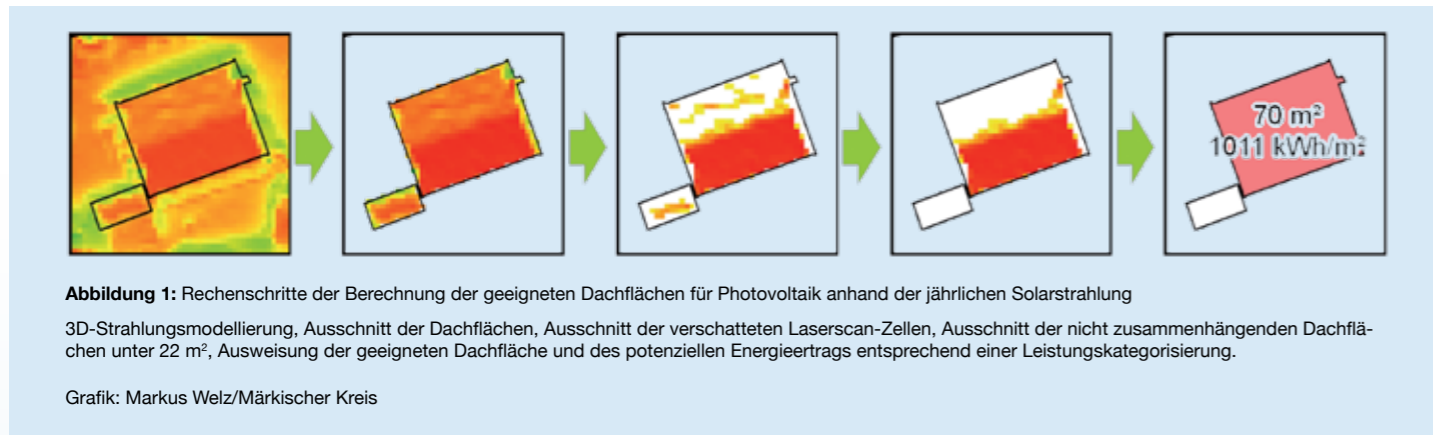 70 m²
1011 kWh/m²
Abbildung 1: Rechenschritte der Berechnung der geeigneten Dachflächen für Photovoltaik anhand der jährlichen Solarstrahlung
3D-Strahlungsmodellierung, Ausschnitt der Dachflächen, Ausschnitt der verschatteten Laserscan-Zellen, Ausschnitt der nicht zusammenhängenden Dachflä-
chen unter 22 m², Ausweisung der geeigneten Dachfläche und des potenziellen Energieertrags entsprechend einer Leistungskategorisierung.
Grafik: Markus Welz/Märkischer Kreis